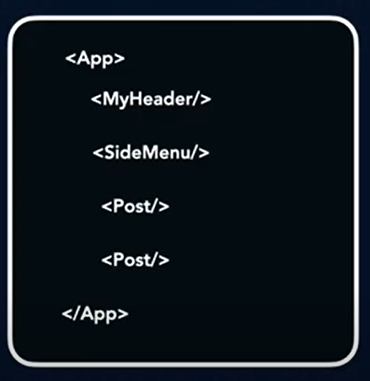 <App>
<MyHeader/>
<SideMenu/>
<Post/>
<Post/>
</App>